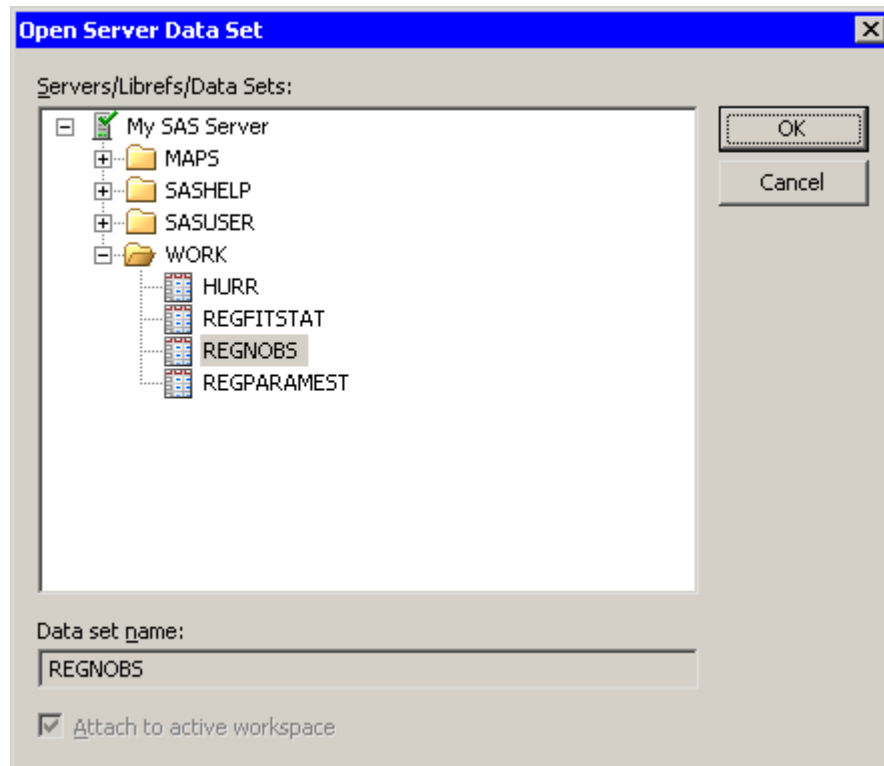 Open Server Data Set
Servers/Librefs/Data Sets:
My SAS Server
MAPS
SASHELP
SASUSER
WORK
HURR
REGFITSTAT
REGNOBS
REGPARAMEST
OK
Cancel
Data set name:
REGNOBS
Attach to active workspace